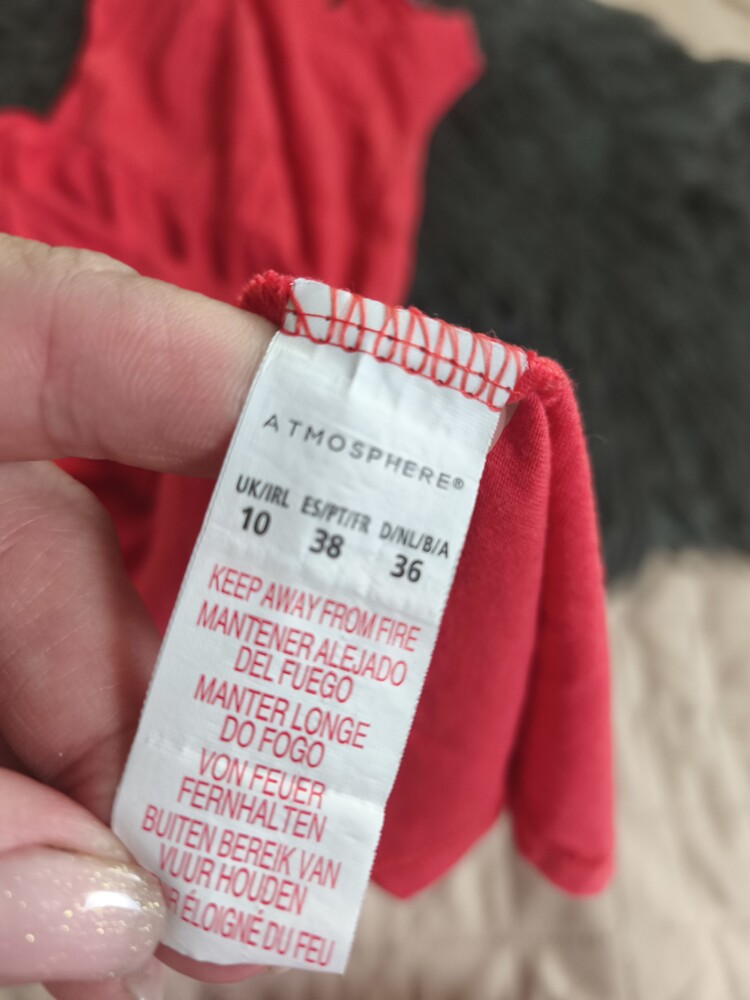 ATMOSPHERE®
UK/IRL ES/PT/FR D/NL/B/A
10 38 36
KEEP AWAY FROM FIRE
MANTENER ALEJADO
DEL FUEGO
MANTER LONGE
DO FOGO
VON FEUER
FERNHALTEN
BUITEN BEREIK VAN
VUUR HOUDEN
ÉLOIGNÉ DU FEU